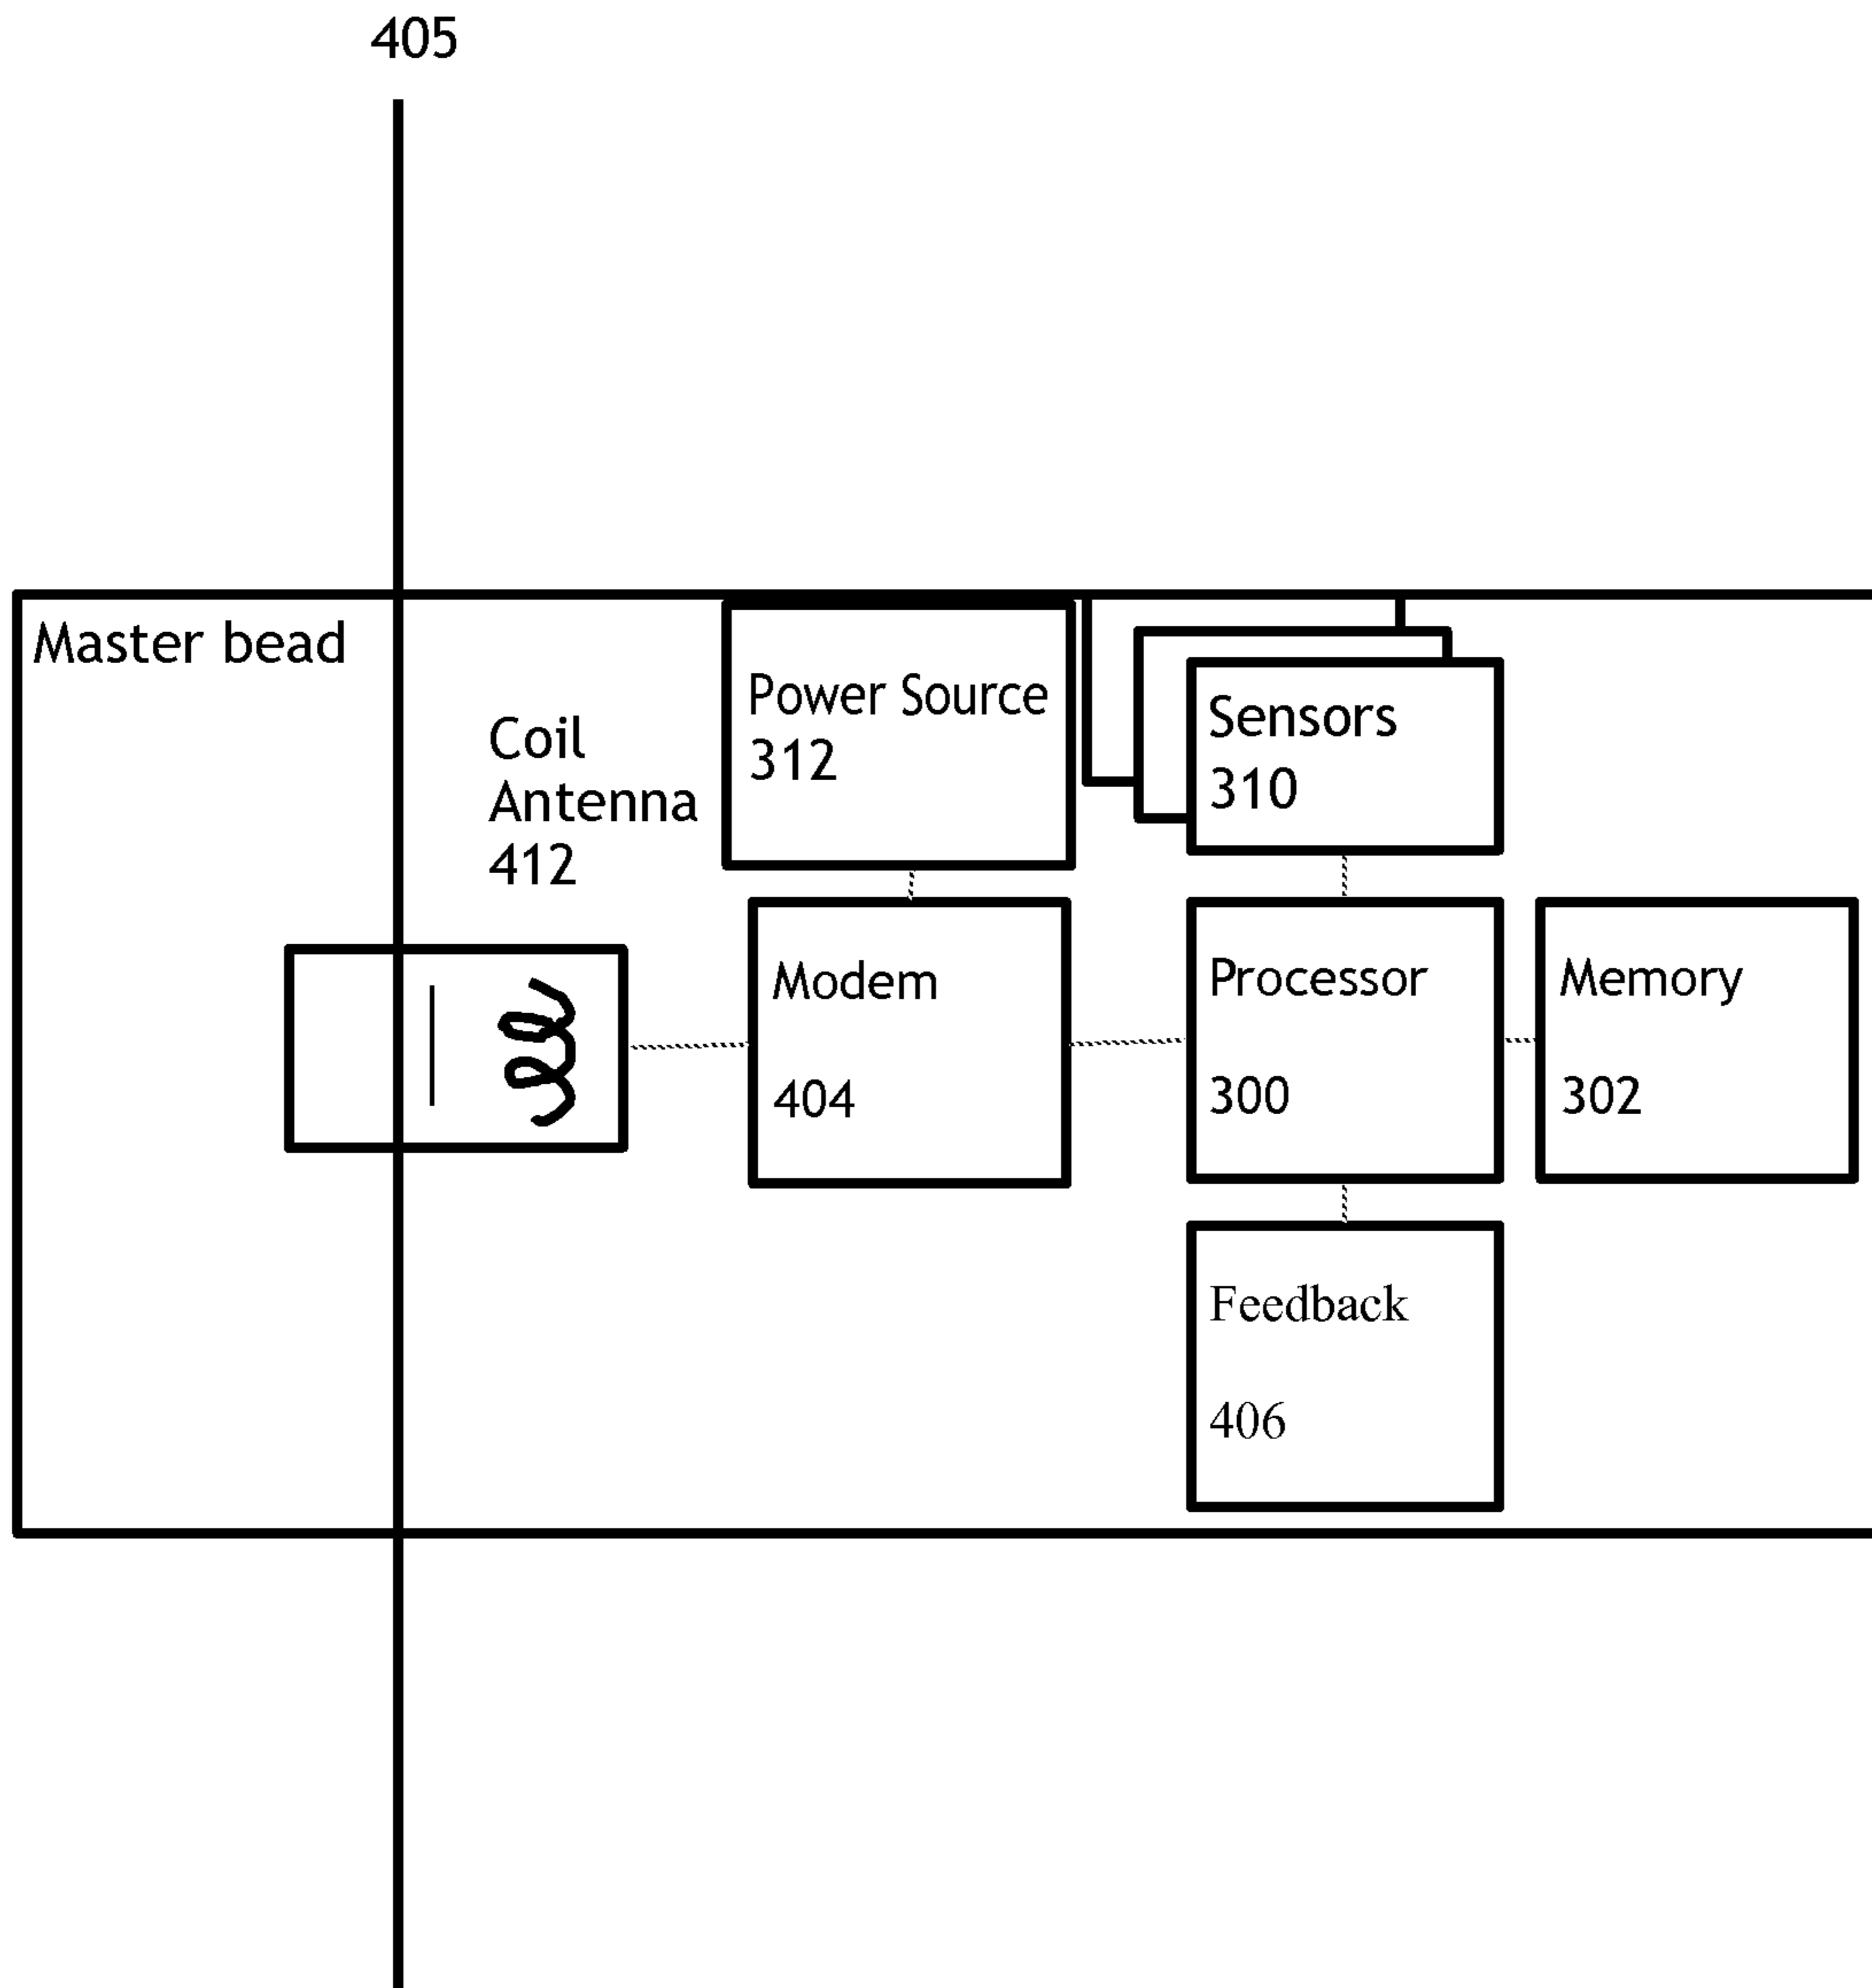 405
Master bead
Coil
Antenna
412
Power Source
312
Sensors
310
Modem
404
Processor
300
Memory
302
Feedback
406